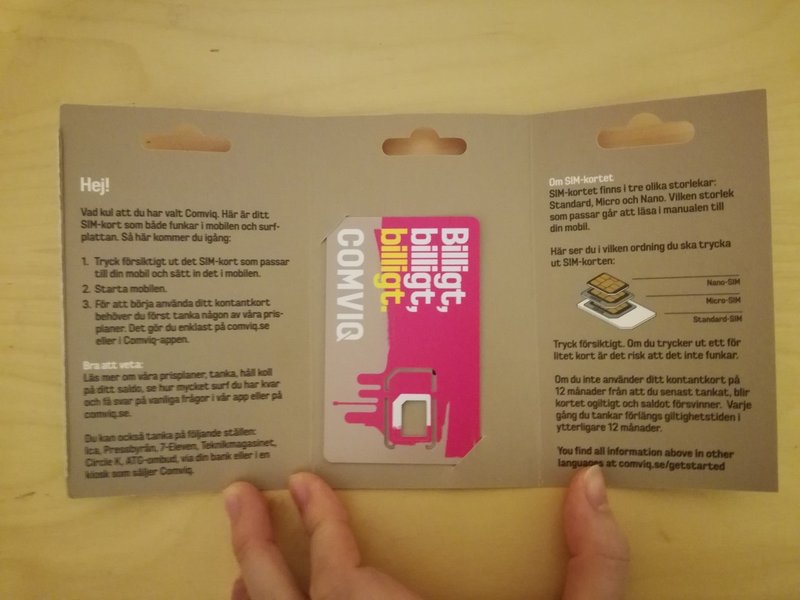 Hej!
Vad kul att du har valt Comviq. Här är ditt
SIM-kort som både funkar i mobilen och surf-
plattan. Så här kommer du igång:
1. Tryck försiktigt ut det SIM-kort som passar
till din mobil och sätt in det i mobilen.
2. Starta mobilen.
3. För att börja använda ditt kontantkort
behöver du först tanka någon av våra pris-
planer. Det gör du enklast på comviq.se
eller i Comviq-appen.
Bra att veta:
Läs mer om våra prisplaner, tanka, håll koll
på ditt saldo, se hur mycket surf du har kvar
och få svar på vanliga frågor i vår app eller på
comviq.se.
Du kan också tanka på följande ställen:
Ica, Pressbyrån, 7-Eleven, Teknikmagasinet,
Circle K, ATG-ombud, via din bank eller i en
kiosk som säljer Comviq.
Billigt,
billigt,
billigt.
COMVIQ
Om SIM-kortet
SIM-kortet finns i tre olika storlekar:
Standard, Micro och Nano. Vilken storlek
som passar går att läsa i manualen till
din mobil.
Här ser du i vilken ordning du ska trycka
ut SIM-korten:
Nano-SIM
Micro-SIM
Standard-SIM
Tryck försiktigt. Om du trycker ut ett för
litet kort är det risk att det inte funkar.
Om du inte använder ditt kontantkort på
12 månader från att du senast tankat, blir
kortet ogiltigt och saldot försvinner. Varje
gång du tankar förlängs giltighetstiden i
ytterligare 12 månader.
You find all information above in other
languages at comviq.se/getstarted